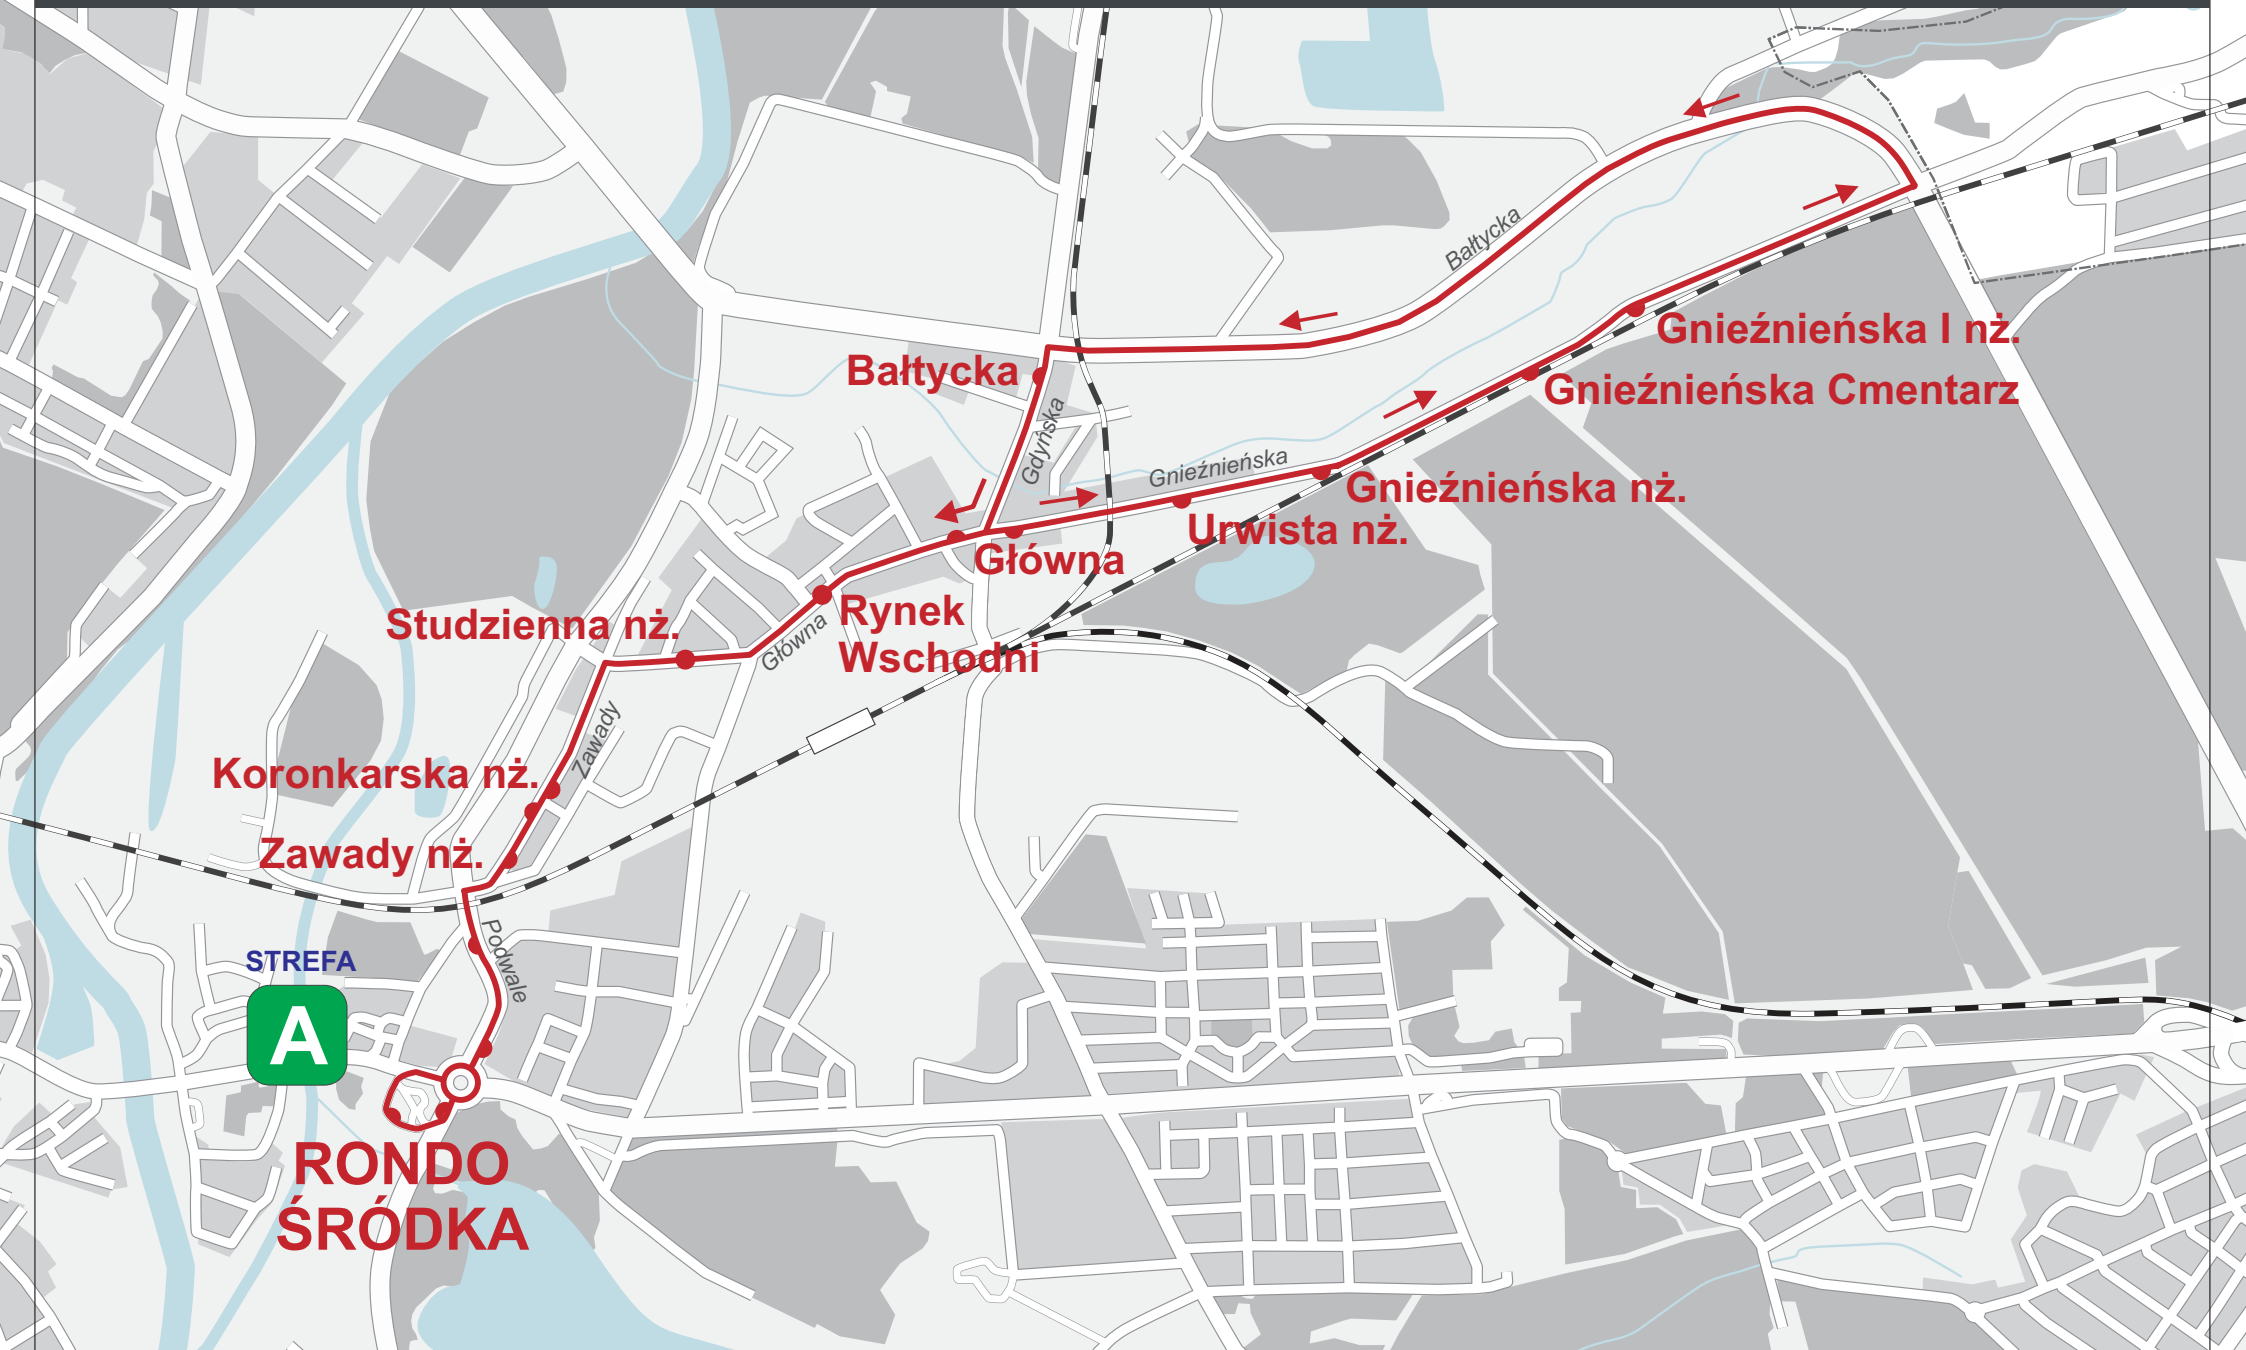 Bałtycka
Gnieźnieńska I nż.
Bałtycka
Gnieźnieńska Cmentarz
Gdyńska
Gnieźnieńska
Gnieźnieńska nż.
Urwista nż.
Główna
Studzienna nż.
Rynek
Wschodni
Główna
Zawady
Koronkarska nż.
Zawady nż.
Podwale
STREFA
A
RONDO
ŚRÓDKA